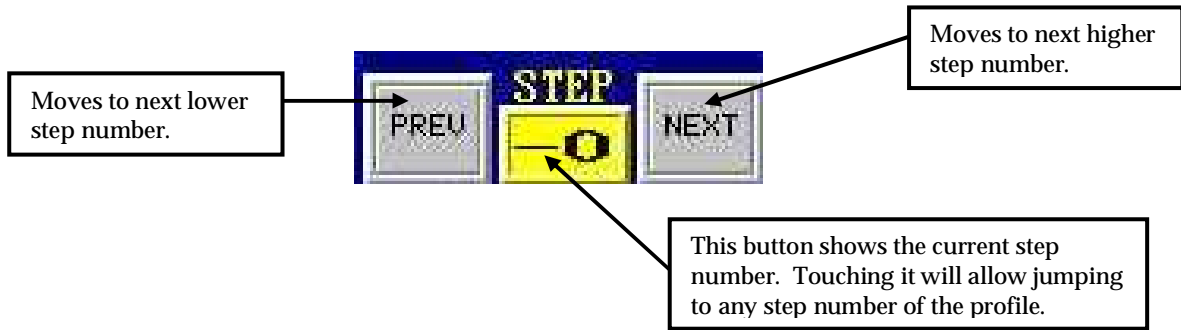 Moves to next higher
step number.
Moves to next lower
step number.
STEP
PREV
0
NEXT
This button shows the current step
number. Touching it will allow jumping
to any step number of the profile.